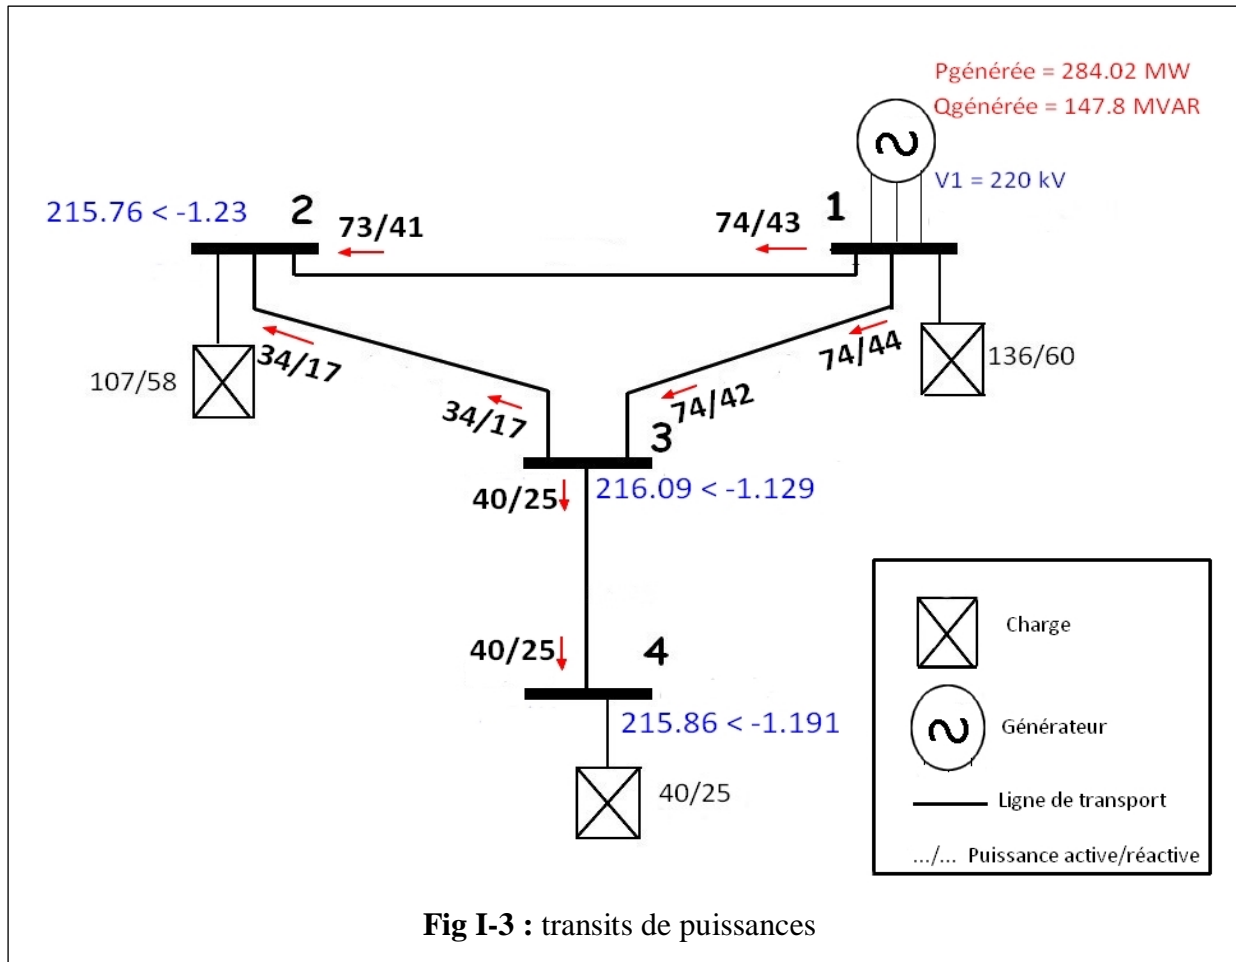 Pgénérée = 284.02 MW
Qgénérée = 147.8 MVAR
V1 = 220 kV
215.76 < -1.23
2
1
73/41
74/43
34/17
74/44
107/58
136/60
34/17
74/42
3
40/25
216.09 < -1.129
40/25
4
215.86 < -1.191
40/25
Charge
Générateur
Ligne de transport
.../... Puissance active/réactive
Fig I-3 : transits de puissances